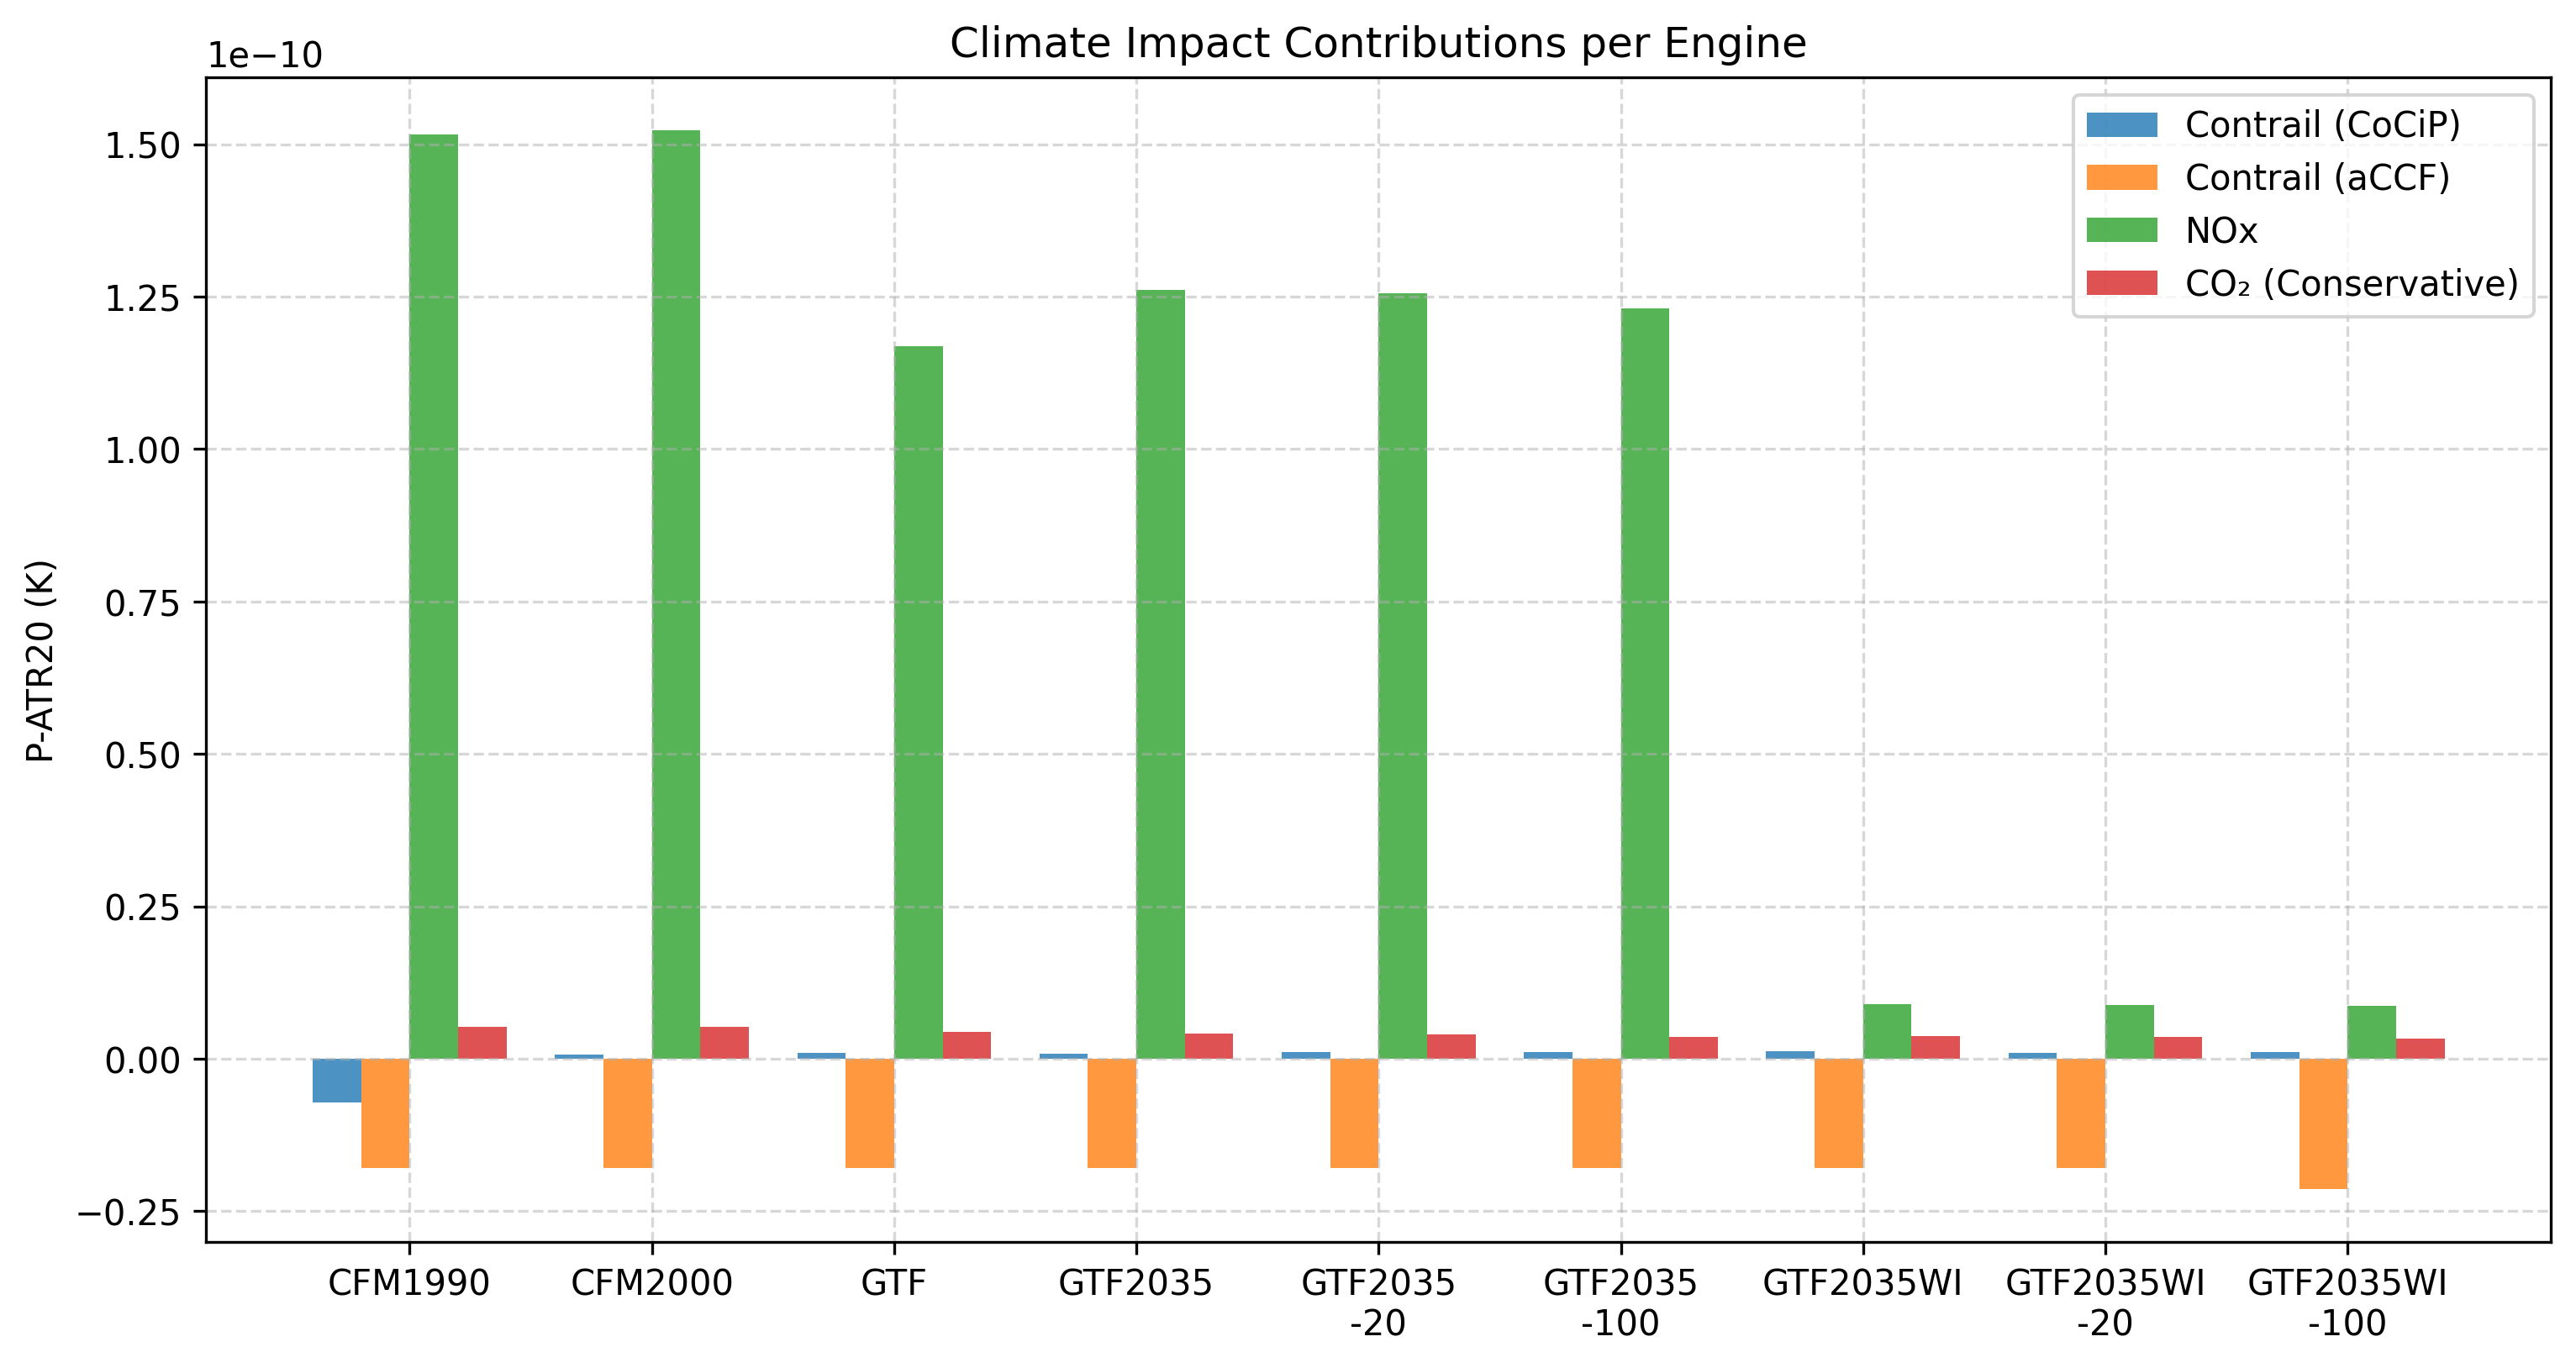 Climate Impact Contributions per Engine
1e−10
Contrail (CoCiP)
Contrail (aCCF)
NOx
CO₂ (Conservative)
P-ATR20 (K)
1.50
1.25
1.00
0.75
0.50
0.25
0.00
−0.25
CFM1990
CFM2000
GTF
GTF2035
GTF2035
-20
GTF2035
-100
GTF2035WI
GTF2035WI
-20
GTF2035WI
-100